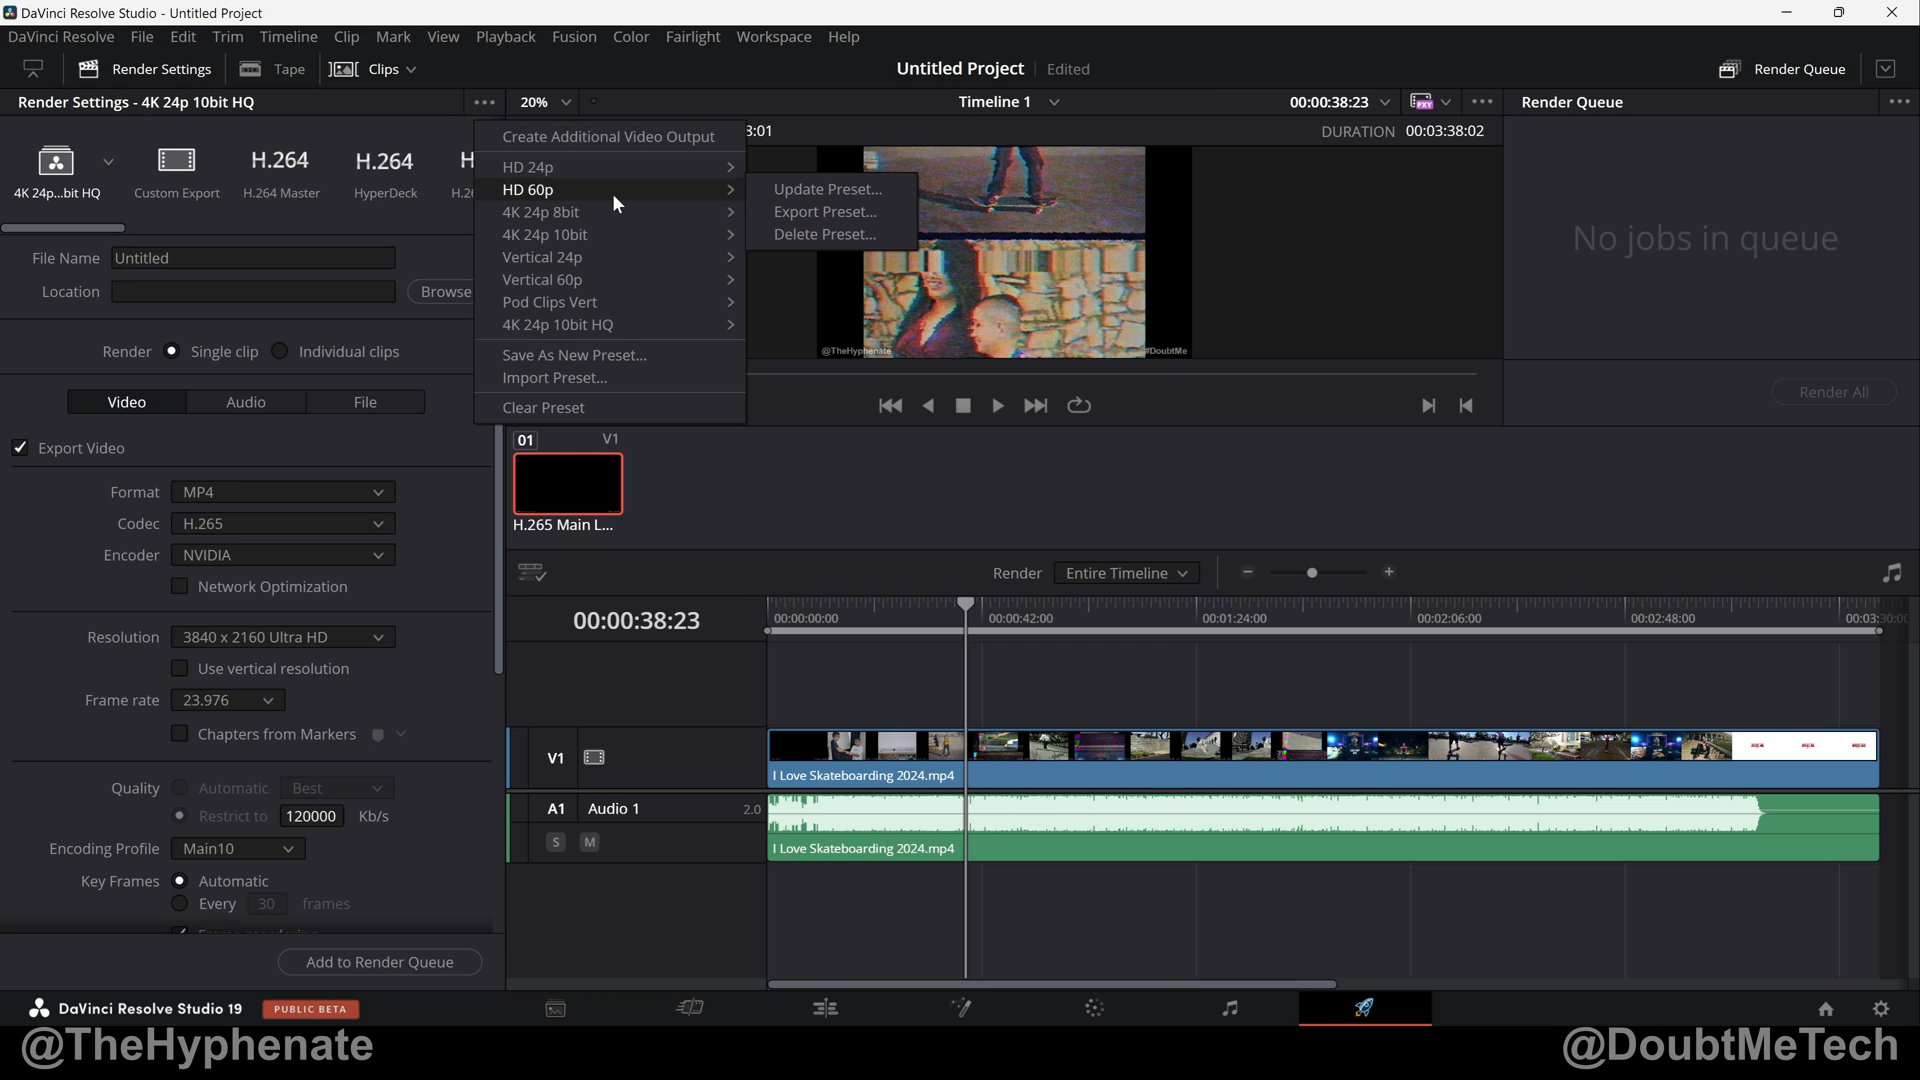 DaVinci Resolve Studio - Untitled Project
DaVinci Resolve File Edit Trim Timeline Clip Mark View Playback Fusion Color Fairlight Workspace Help
Render Settings Tape Clips Untitled Project Edited Render Queue
Render Settings - 4K 24p 10bit HQ 20% Timeline 1 00:00:38:23 PXY Render Queue
Create Additional Video Output 3:01 DURATION 00:03:38:02
HD 24p
HD 60p
4K 24p 8bit
4K 24p 10bit
Vertical 24p
Vertical 60p
Pod Clips Vert
4K 24p 10bit HQ
Save As New Preset...
Import Preset...
Clear Preset
Update Preset...
Export Preset...
Delete Preset...
H.264 H.264
4K 24p...bit HQ Custom Export H.264 Master HyperDeck
File Name Untitled
Location Browse
Render Single clip Individual clips
Video Audio File
Export Video
Format MP4
Codec H.265
Encoder NVIDIA
Network Optimization
Resolution 3840 x 2160 Ultra HD
Use vertical resolution
Frame rate 23.976
Chapters from Markers
Quality Automatic Best
Restrict to 120000 Kb/s
Encoding Profile Main10
Key Frames Automatic
Every 30 frames
Add to Render Queue
@TheHyphenate #DoubtMe
No jobs in queue
Render All
01 V1
H.265 Main L...
Render Entire Timeline
00:00:38:23
00:00:00:00 00:00:42:00 00:01:24:00 00:02:06:00 00:02:48:00 00:03:30:00
V1
I Love Skateboarding 2024.mp4
A1 Audio 1 2.0
S M
I Love Skateboarding 2024.mp4
DaVinci Resolve Studio 19 PUBLIC BETA
@TheHyphenate @DoubtMeTech